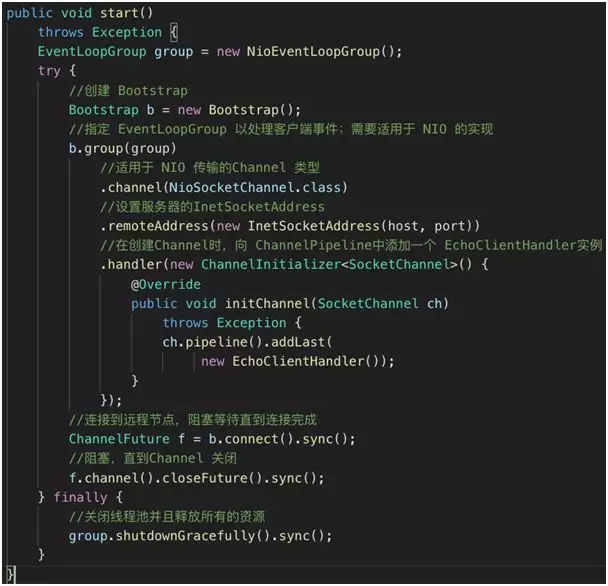 public void start()
    throws Exception {
    EventLoopGroup group = new NioEventLoopGroup();
    try {
        //创建 Bootstrap
        Bootstrap b = new Bootstrap();
        //指定 EventLoopGroup 以处理客户端事件；需要适用于 NIO 的实现
        b.group(group)
            //适用于 NIO 传输的Channel 类型
            .channel(NioSocketChannel.class)
            //设置服务器的InetSocketAddress
            .remoteAddress(new InetSocketAddress(host, port))
            //在创建Channel时，向 ChannelPipeline中添加一个 EchoClientHandler实例
            .handler(new ChannelInitializer<SocketChannel>() {
                @Override
                public void initChannel(SocketChannel ch)
                    throws Exception {
                    ch.pipeline().addLast(
                         new EchoClientHandler());
                }
            });
        //连接到远程节点，阻塞等待直到连接完成
        ChannelFuture f = b.connect().sync();
        //阻塞，直到Channel 关闭
        f.channel().closeFuture().sync();
    } finally {
        //关闭线程池并且释放所有的资源
        group.shutdownGracefully().sync();
    }
}